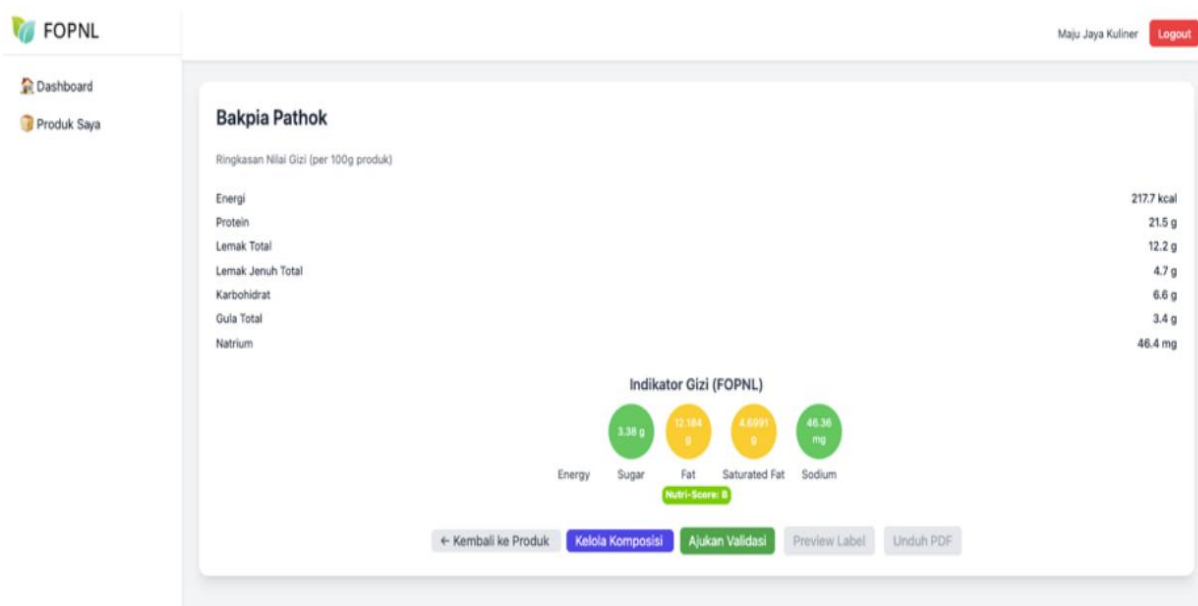 FOPNL
Maju Jaya Kuliner Logout
Dashboard
Produk Saya
Bakpia Pathok
Ringkasan Nilai Gizi (per 100g produk)
Energi 217.7 kcal
Protein 21.5 g
Lemak Total 12.2 g
Lemak Jenuh Total 4.7 g
Karbohidrat 6.6 g
Gula Total 3.4 g
Natrium 46.4 mg
Indikator Gizi (FOPNL)
3.38 g 12.184 g 4.6991 g 46.36 mg
Energy Sugar Fat Saturated Fat Sodium
Nutri-Score: B
← Kembali ke Produk Kelola Komposisi Ajukan Validasi Preview Label Unduh PDF